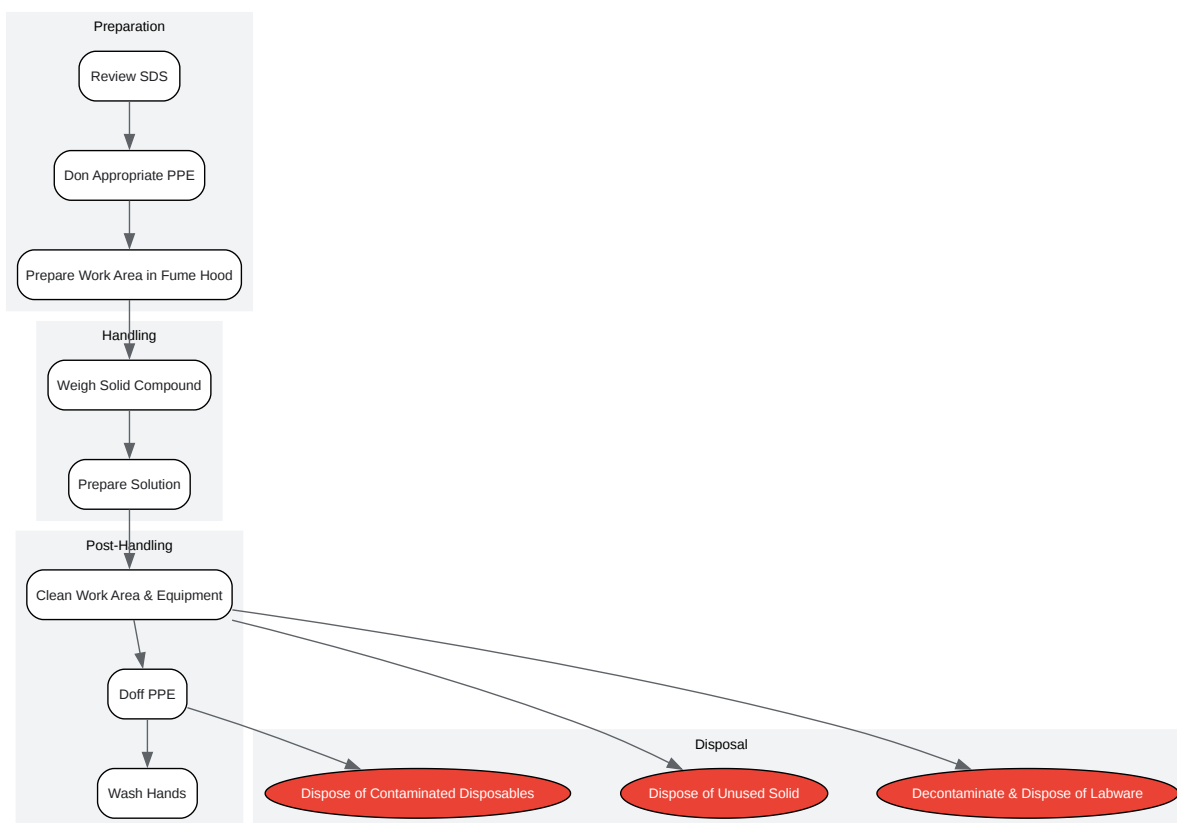 Preparation
Review SDS
Don Appropriate PPE
Prepare Work Area in Fume Hood
Handling
Weigh Solid Compound
Prepare Solution
Post-Handling
Clean Work Area & Equipment
Doff PPE
Wash Hands
Disposal
Dispose of Contaminated Disposables
Dispose of Unused Solid
Decontaminate & Dispose of Labware